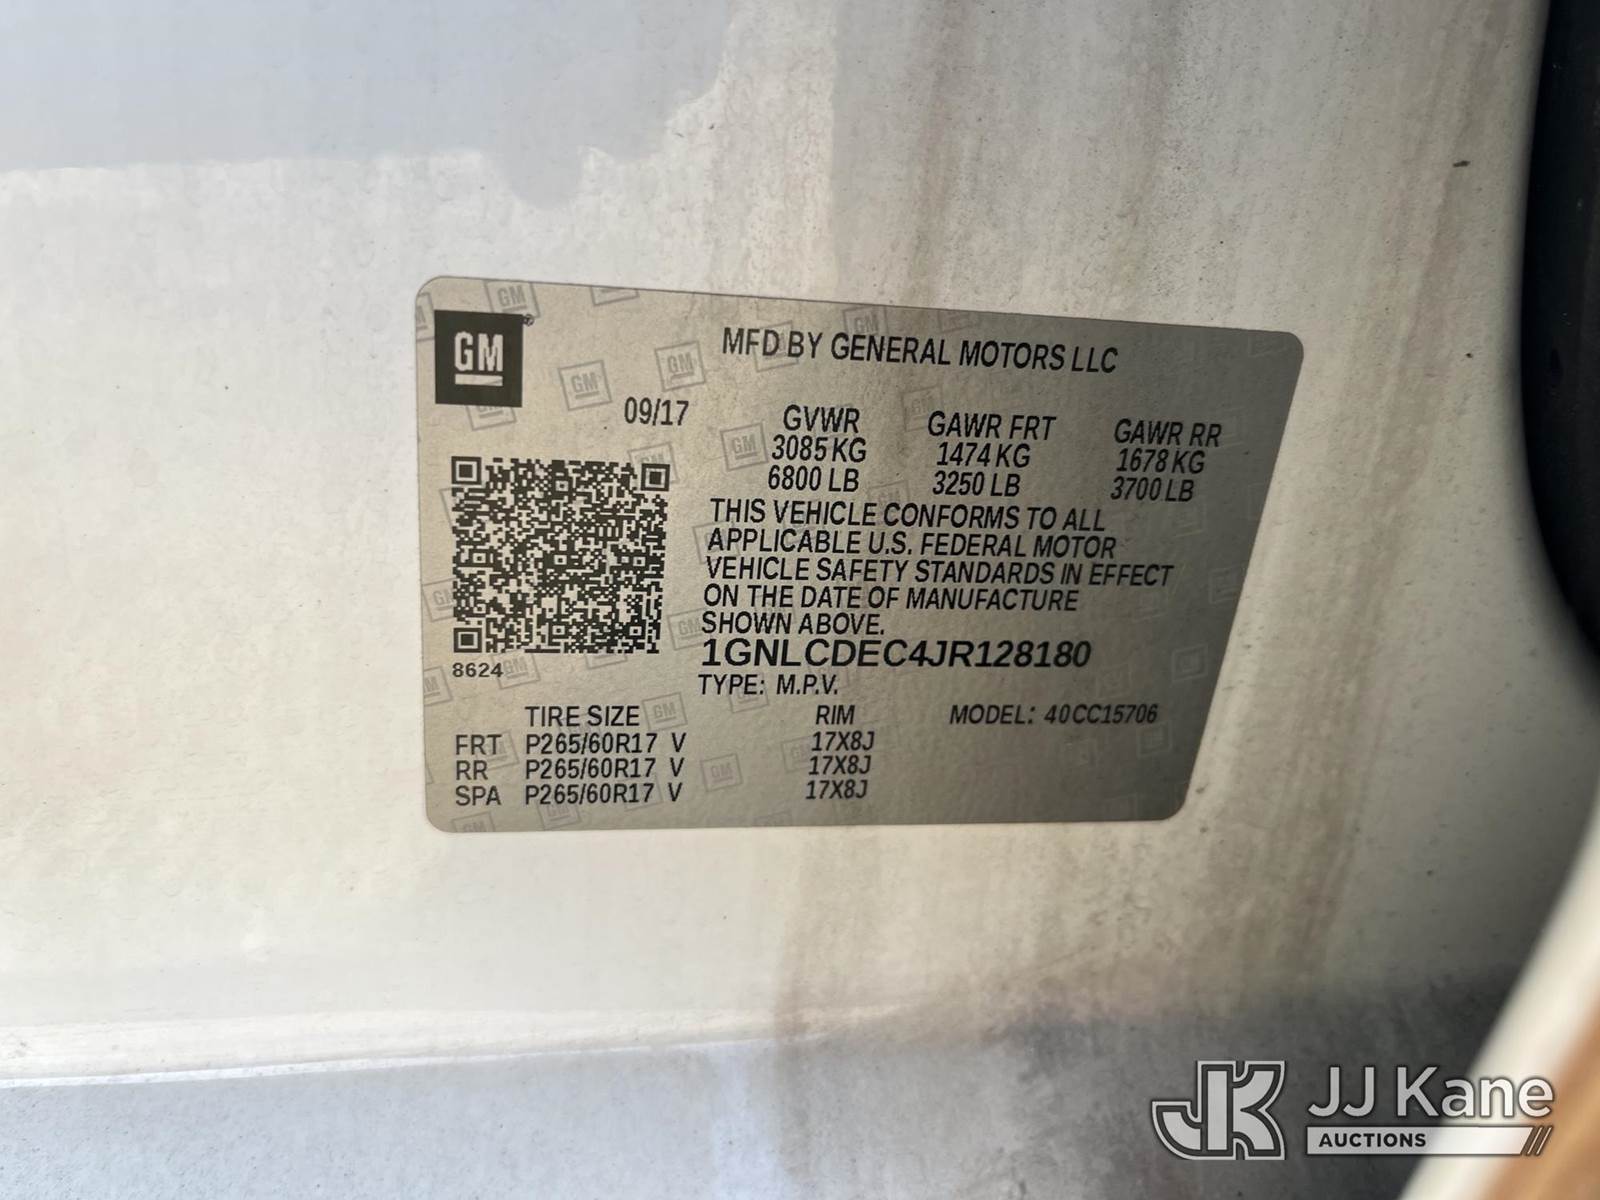 GM®
MFD BY GENERAL MOTORS LLC
09/17
GVWR GAWR FRT GAWR RR
3085 KG 1474 KG 1678 KG
6800 LB 3250 LB 3700 LB
THIS VEHICLE CONFORMS TO ALL
APPLICABLE U.S. FEDERAL MOTOR
VEHICLE SAFETY STANDARDS IN EFFECT
ON THE DATE OF MANUFACTURE
SHOWN ABOVE.
1GNLCDEC4JR128180
8624
TYPE: M.P.V.
TIRE SIZE RIM MODEL: 40CC15706
FRT P265/60R17 V 17X8J
RR P265/60R17 V 17X8J
SPA P265/60R17 V 17X8J
JK JJ Kane
AUCTIONS